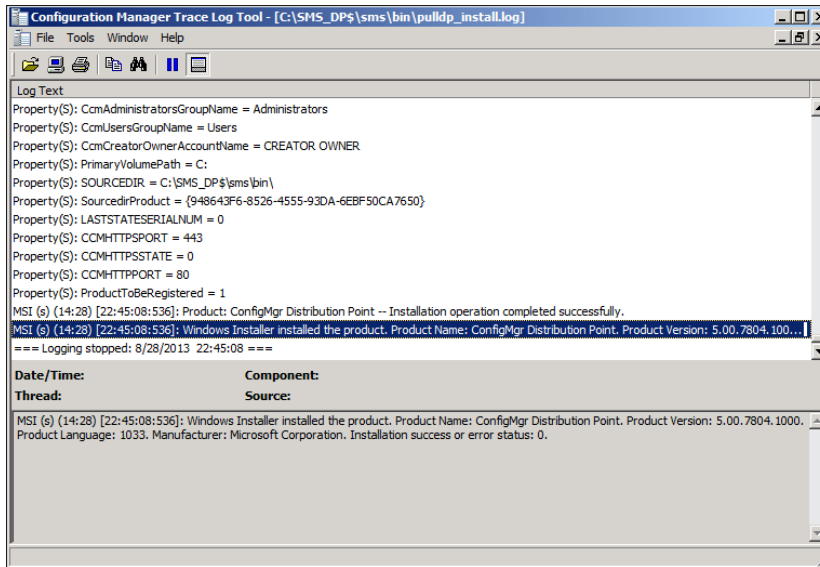 Configuration Manager Trace Log Tool - [C:\SMS_DP$\sms\bin\pulldp_install.log]
File Tools Window Help
Log Text
Property(S): CcmAdministratorsGroupName = Administrators
Property(S): CcmUsersGroupName = Users
Property(S): CcmCreatorOwnerAccountName = CREATOR OWNER
Property(S): PrimaryVolumePath = C:
Property(S): SOURCEDIR = C:\SMS_DP$\sms\bin\
Property(S): SourcedirProduct = {948643F6-8526-4555-93DA-6EBF50CA7650}
Property(S): LASTSTATESERIALNUM = 0
Property(S): CCMHTTPSPORT = 443
Property(S): CCMHTTPSSTATE = 0
Property(S): CCMHTTPPORT = 80
Property(S): ProductToBeRegistered = 1
MSI (s) (14:28) [22:45:08:536]: Product: ConfigMgr Distribution Point -- Installation operation completed successfully.
MSI (s) (14:28) [22:45:08:536]: Windows Installer installed the product. Product Name: ConfigMgr Distribution Point. Product Version: 5.00.7804.100...
=== Logging stopped: 8/28/2013 22:45:08 ===
Date/Time: Component:
Thread: Source:
MSI (s) (14:28) [22:45:08:536]: Windows Installer installed the product. Product Name: ConfigMgr Distribution Point. Product Version: 5.00.7804.1000.
Product Language: 1033. Manufacturer: Microsoft Corporation. Installation success or error status: 0.